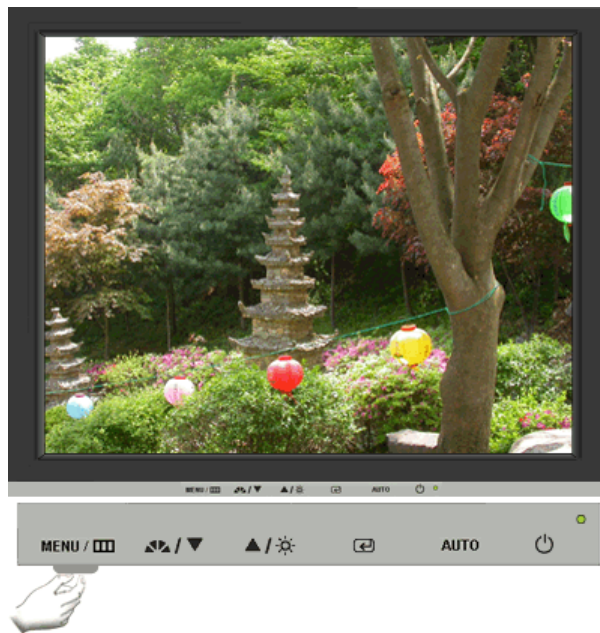 MENU / ▥ ▼ ▲ / ☼ AUTO
MENU / ▥ / ▼ ▲ / ☼ AUTO